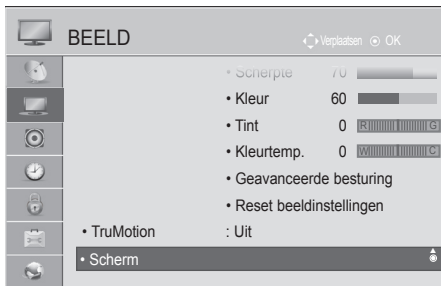 BEELD
Verplaatsen OK
• Scherpte 70
• Kleur 60
• Tint 0 R G
• Kleurtemp. 0 W C
• Geavanceerde besturing
• Reset beeldinstellingen
• TruMotion : Uit
• Scherm